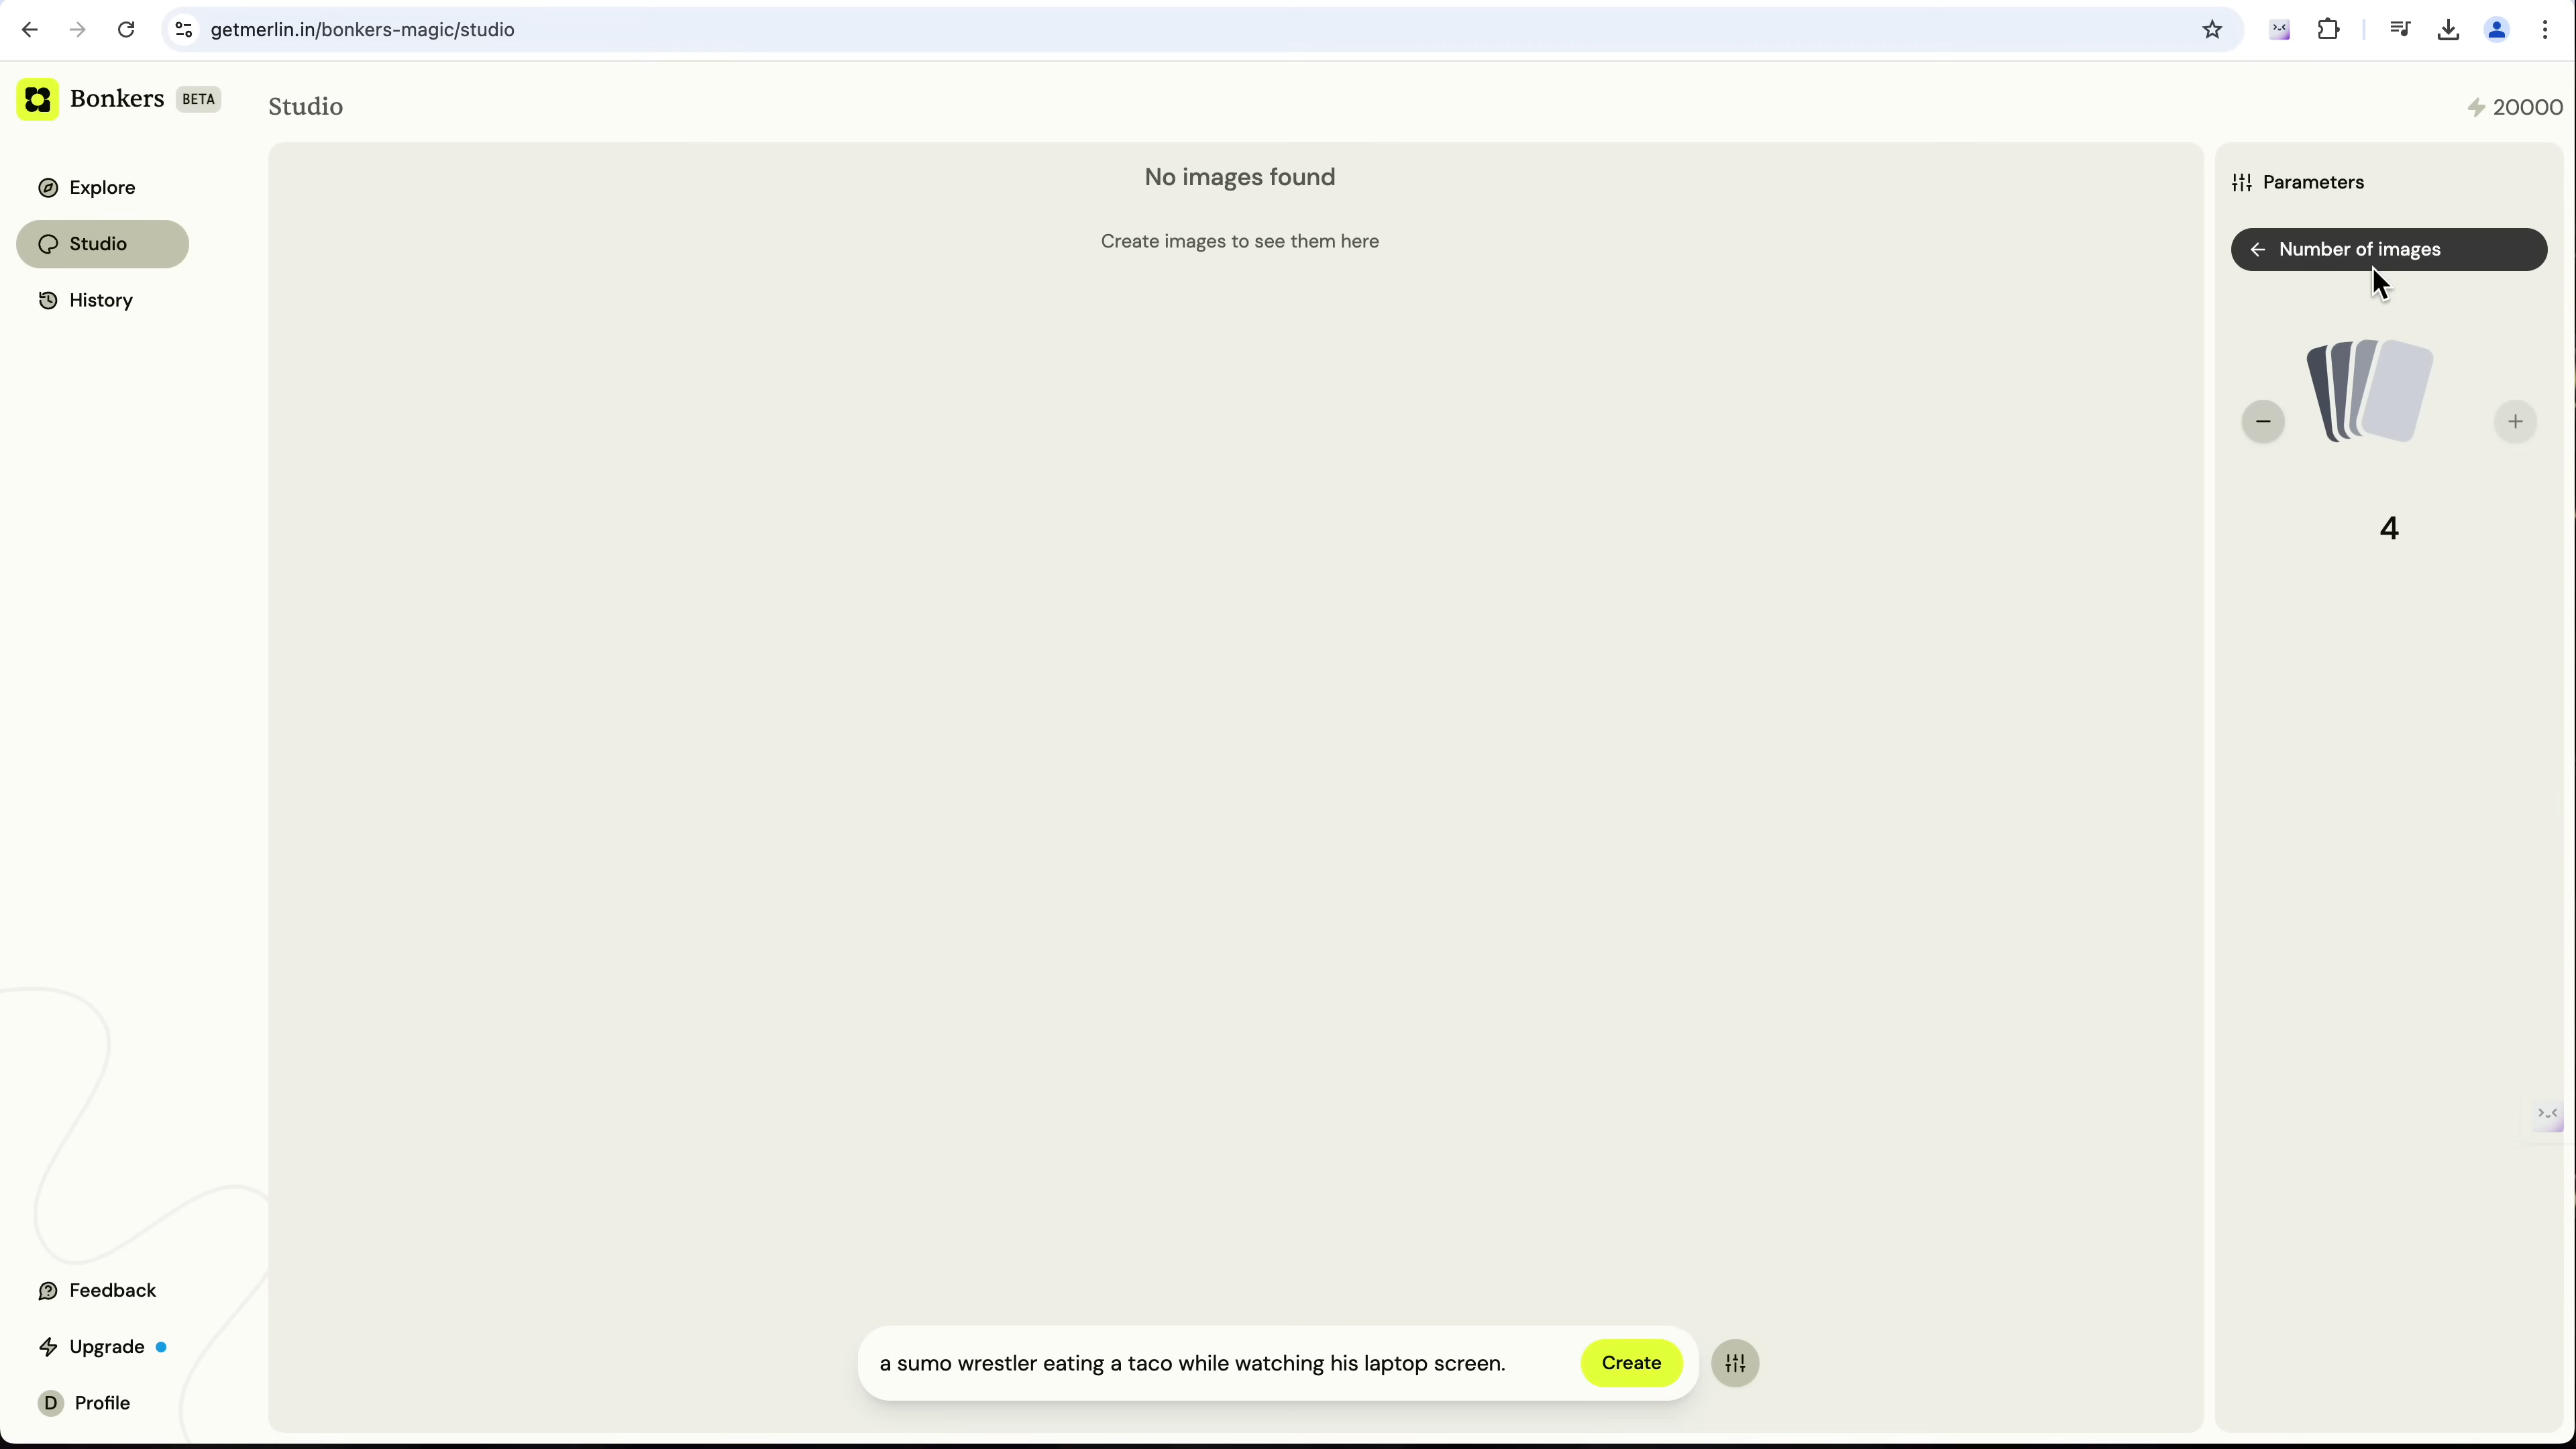 getmerlin.in/bonkers-magic/studio
Bonkers BETA
Studio
20000
Explore
Studio
History
No images found
Create images to see them here
Parameters
Number of images
4
Feedback
Upgrade
D Profile
a sumo wrestler eating a taco while watching his laptop screen.
Create